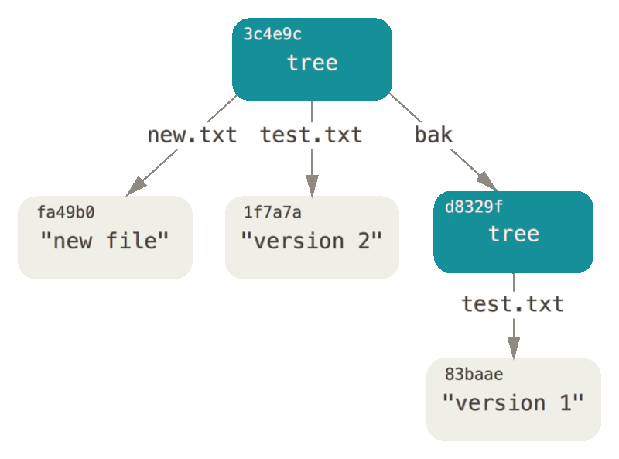 3c4e9c
tree
new.txt
test.txt
bak
fa49b0
"new file"
1f7a7a
"version 2"
d8329f
tree
test.txt
83baae
"version 1"